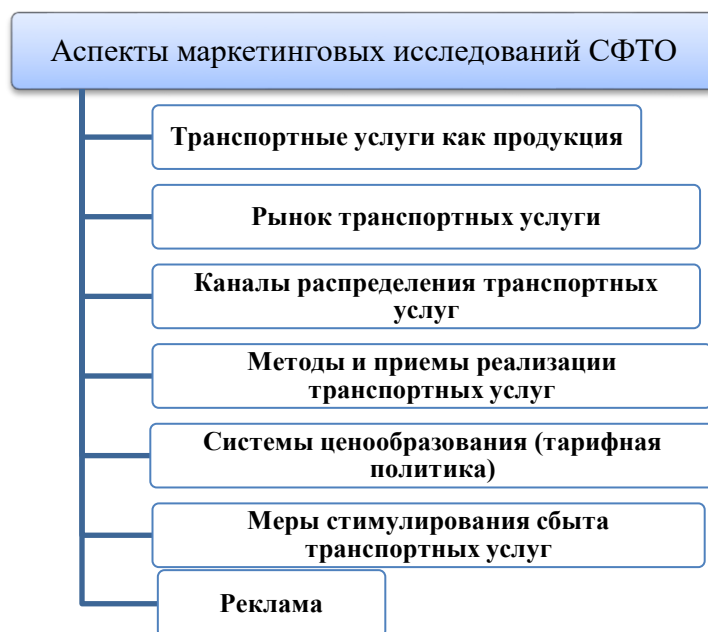 Аспекты маркетинговых исследований СФТО
Транспортные услуги как продукция
Рынок транспортных услуги
Каналы распределения транспортных
услуг
Методы и приемы реализации
транспортных услуг
Системы ценообразования (тарифная
политика)
Меры стимулирования сбыта
транспортных услуг
Реклама